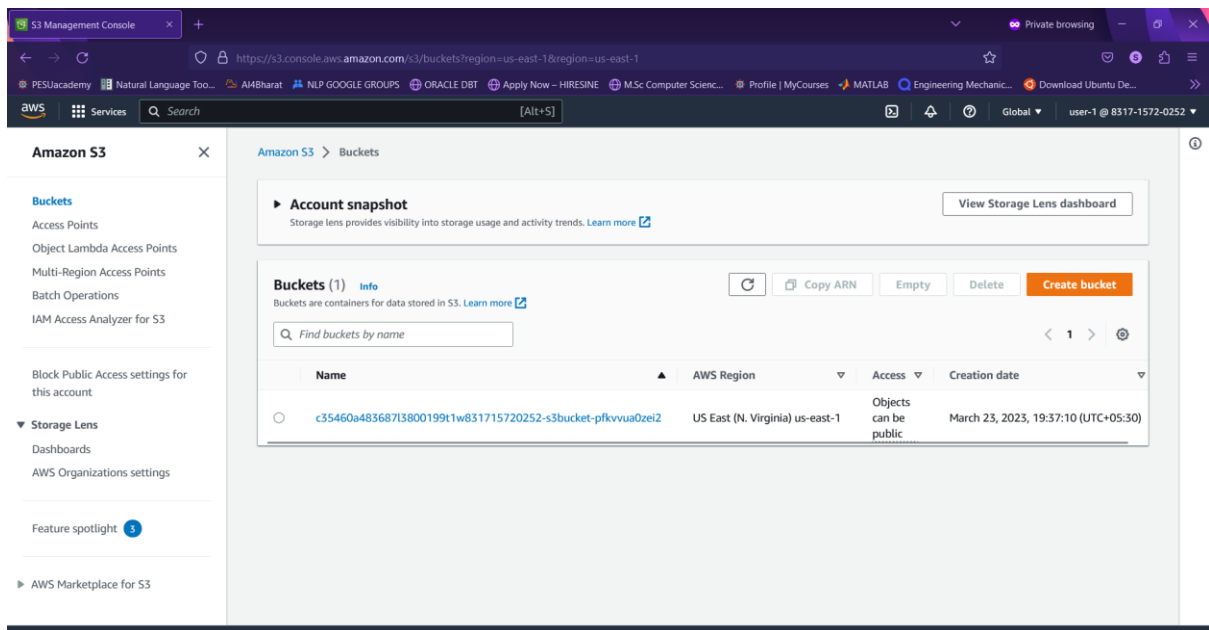 S3 Management Console
Private browsing
https://s3.console.aws.amazon.com/s3/buckets?region=us-east-1&region=us-east-1
PESUacademy Natural Language Too... AI4Bharat NLP GOOGLE GROUPS ORACLE DBT Apply Now – HIRESINE M.Sc Computer Scienc... Profile | MyCourses MATLAB Engineering Mechanic... Download Ubuntu De...
aws Services Search [Alt+S] Global user-1 @ 8317-1572-0252
Amazon S3
Buckets
Access Points
Object Lambda Access Points
Multi-Region Access Points
Batch Operations
IAM Access Analyzer for S3
Block Public Access settings for
this account
Storage Lens
Dashboards
AWS Organizations settings
Feature spotlight 3
AWS Marketplace for S3
Amazon S3 > Buckets
Account snapshot
Storage lens provides visibility into storage usage and activity trends. Learn more
View Storage Lens dashboard
Buckets (1) Info
Buckets are containers for data stored in S3. Learn more
Copy ARN Empty Delete Create bucket
Find buckets by name
1
Name AWS Region Access Creation date
c35460a483687l3800199t1w831715720252-s3bucket-pfkvvua0zei2 US East (N. Virginia) us-east-1 Objects can be public March 23, 2023, 19:37:10 (UTC+05:30)